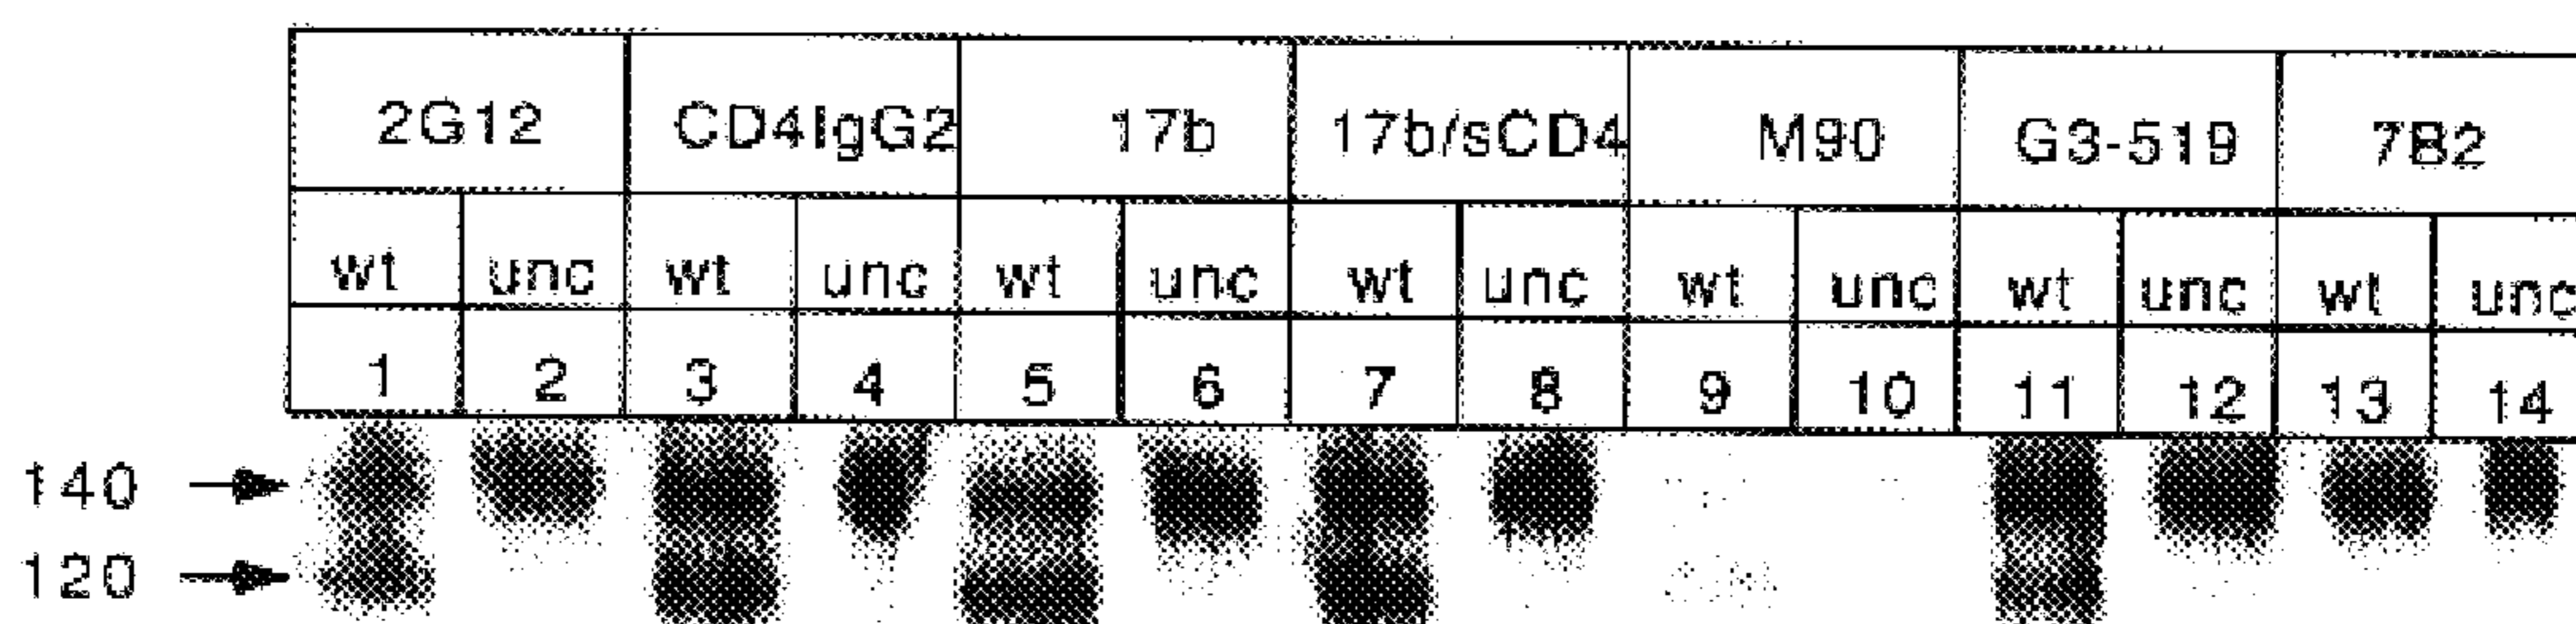 2G12 CD4IgG2 17b 17b/sCD4 M90 G3-519 7B2
wt unc wt unc wt unc wt unc wt unc wt unc wt unc
1 2 3 4 5 6 7 8 9 10 11 12 13 14
140
120